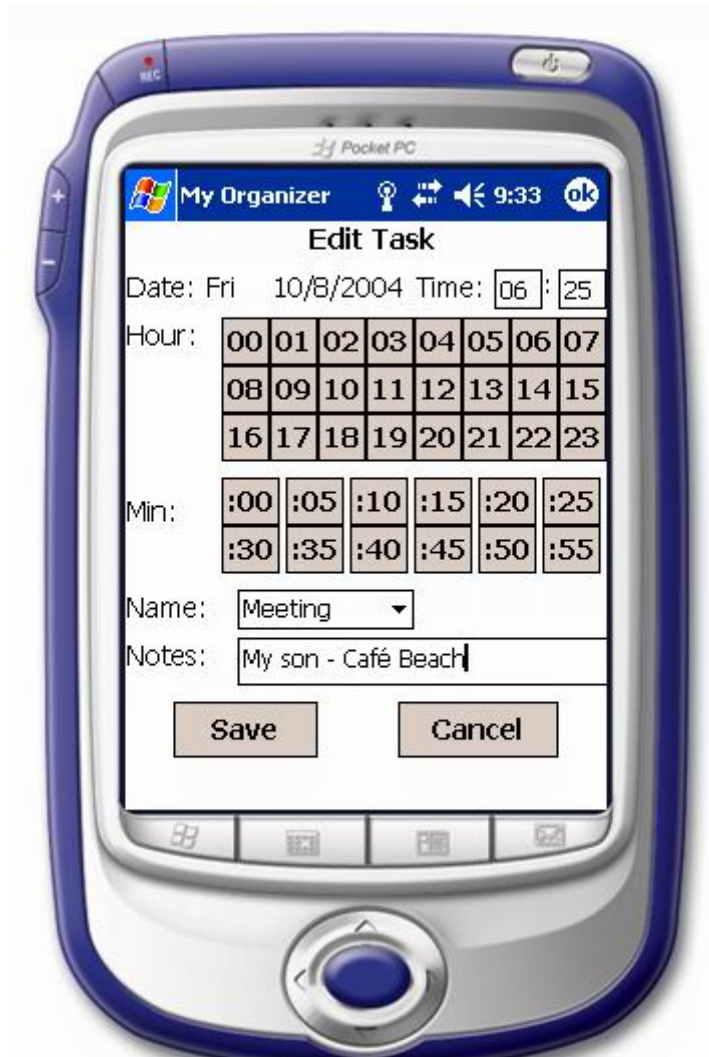 REC
Pocket PC
My Organizer 9:33 ok
Edit Task
Date: Fri 10/8/2004 Time: 06 : 25
Hour: 00 01 02 03 04 05 06 07
08 09 10 11 12 13 14 15
16 17 18 19 20 21 22 23
Min: :00 :05 :10 :15 :20 :25
:30 :35 :40 :45 :50 :55
Name: Meeting
Notes: My son - Café Beach
Save Cancel